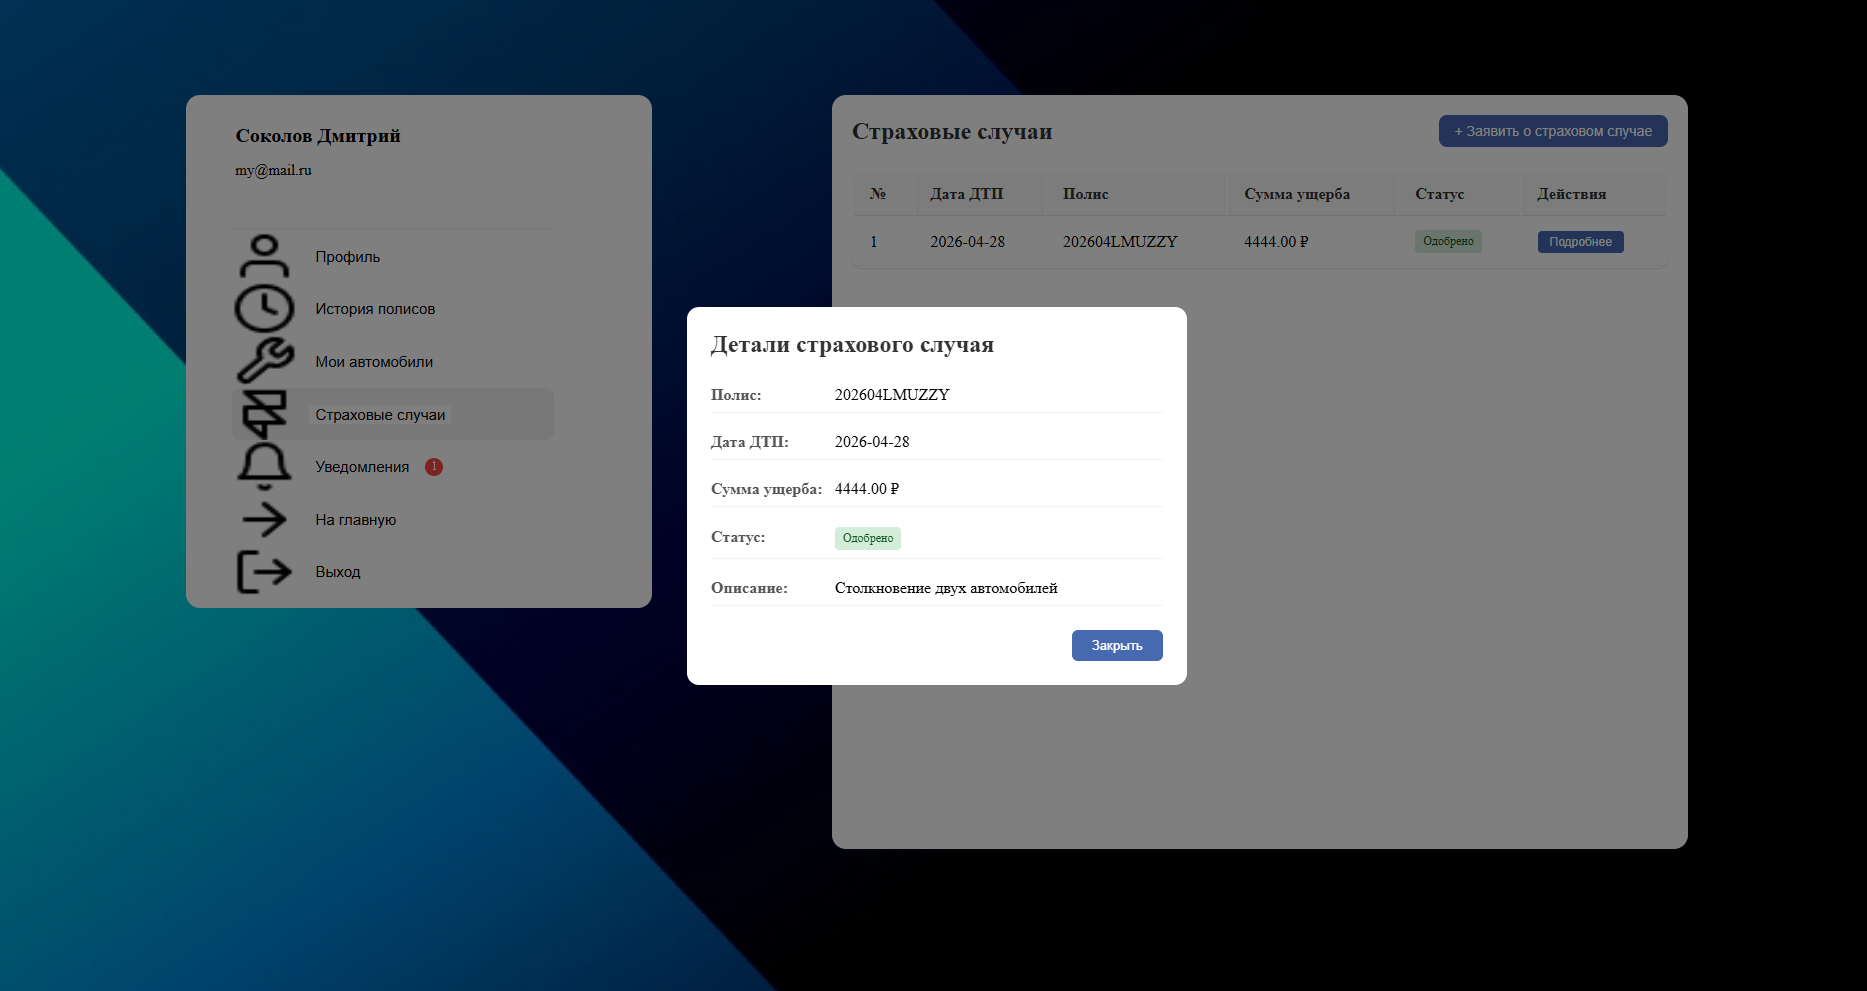 Соколов Дмитрий
my@mail.ru
Профиль
История полисов
Мои автомобили
Страховые случаи
Уведомления 1
На главную
Выход
Страховые случаи
+ Заявить о страховом случае
№ Дата ДТП Полис Сумма ущерба Статус Действия
1 2026-04-28 202604LMUZZY 4444.00 ₽ Одобрено Подробнее
Детали страхового случая
Полис: 202604LMUZZY
Дата ДТП: 2026-04-28
Сумма ущерба: 4444.00 ₽
Статус: Одобрено
Описание: Столкновение двух автомобилей
Закрыть